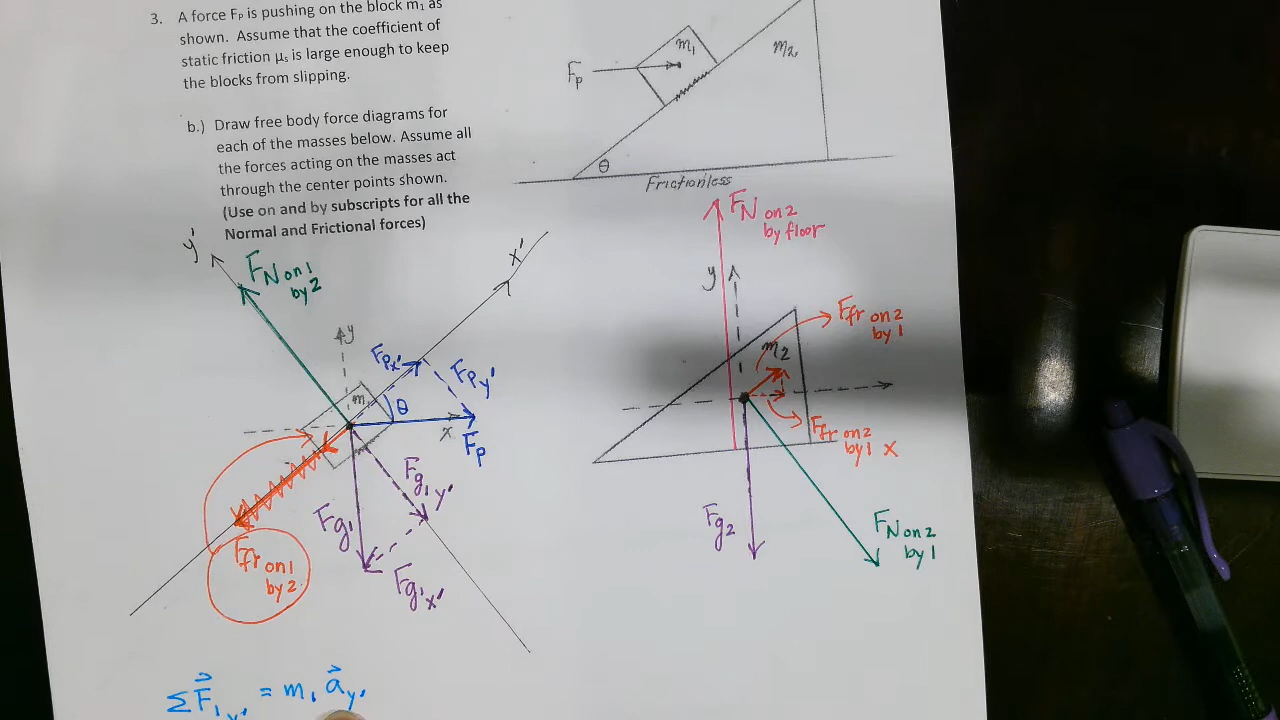 3. A force Fₚ is pushing on the block m₁ as
shown. Assume that the coefficient of
static friction μₛ is large enough to keep
the blocks from slipping.
b.) Draw free body force diagrams for
each of the masses below. Assume all
the forces acting on the masses act
through the center points shown.
(Use on and by subscripts for all the
Normal and Frictional forces)
Fp
m₁
m₂
θ
Frictionless
y'
x'
F_N on 1
by 2
y
Fpx'
Fpy'
m
θ
x
Fp
Fg₁y'
Fg₁
Fg₁x'
Ffr on 1
by 2
F_N on 2
by floor
y
Ffr on 2
by 1
m₂
Ffr on 2
by 1 x
Fg₂
F_N on 2
by 1
ΣF⃗₁y' = m₁ a⃗y'